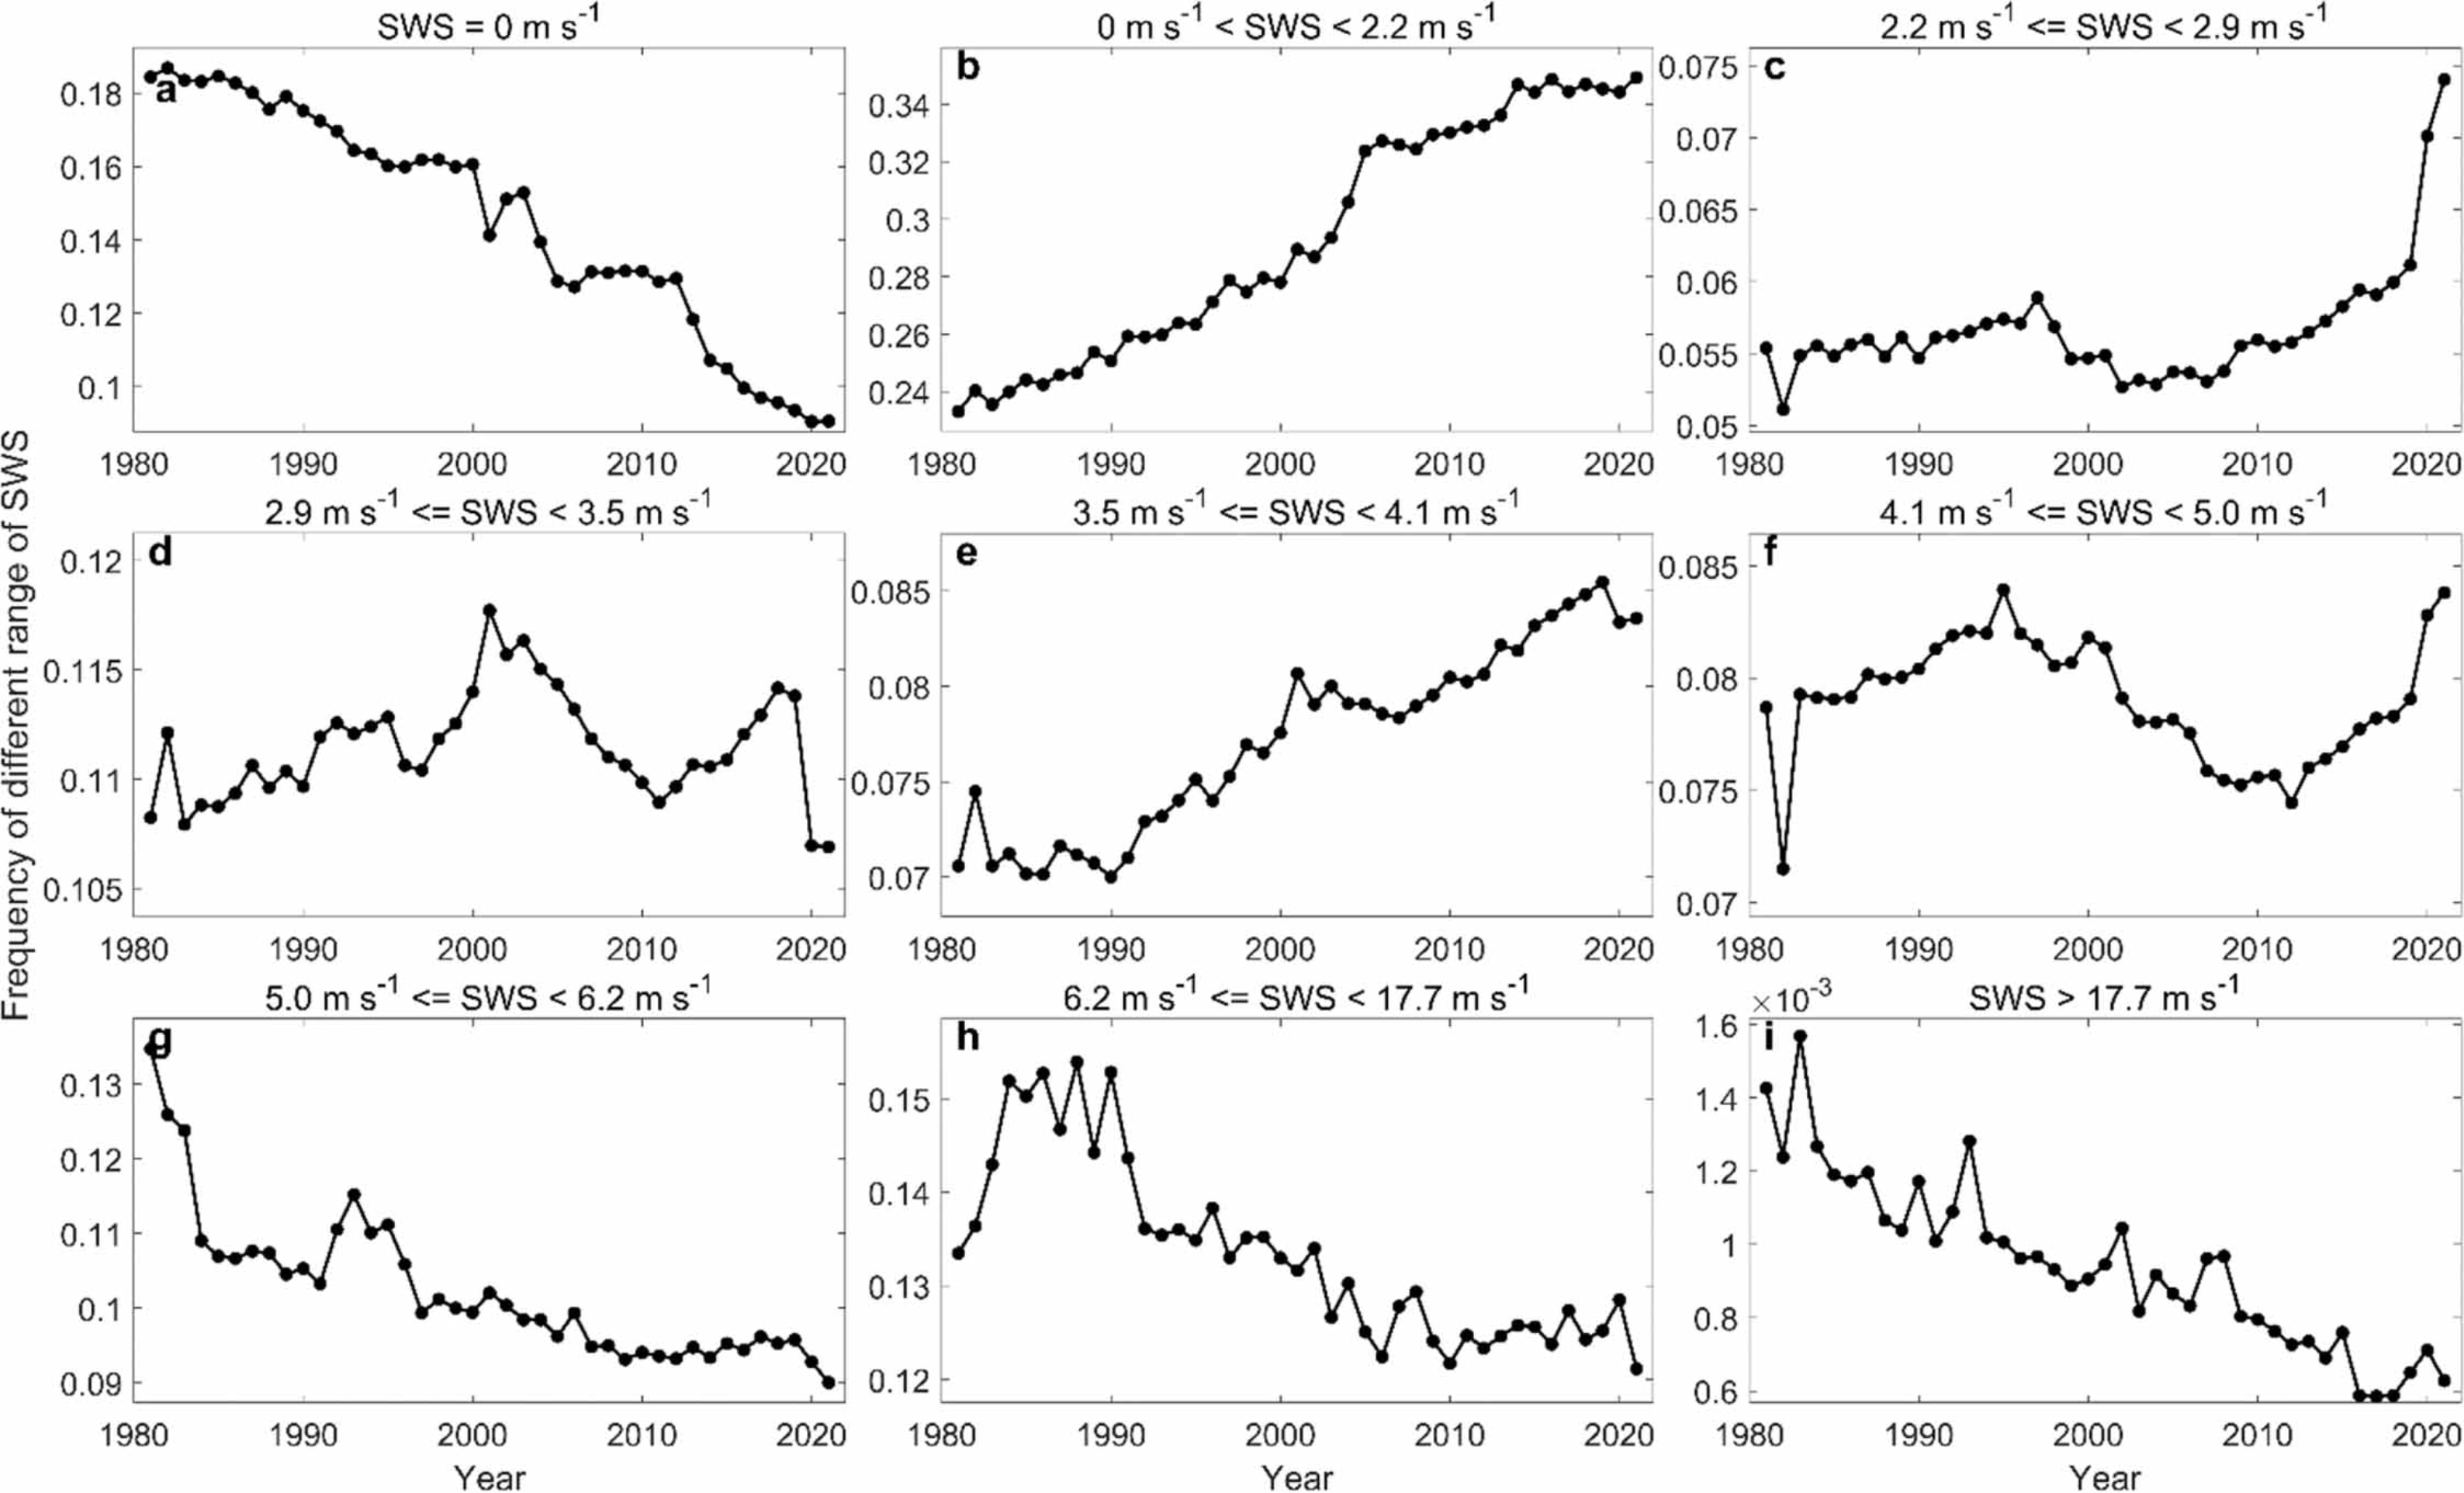 Frequency of different range of SWS
SWS = 0 m s⁻¹
a
0.18
0.16
0.14
0.12
0.1
1980 1990 2000 2010 2020
0 m s⁻¹ < SWS < 2.2 m s⁻¹
b
0.34
0.32
0.3
0.28
0.26
0.24
1980 1990 2000 2010 2020
2.2 m s⁻¹ <= SWS < 2.9 m s⁻¹
c
0.075
0.07
0.065
0.06
0.055
0.05
1980 1990 2000 2010 2020
2.9 m s⁻¹ <= SWS < 3.5 m s⁻¹
d
0.12
0.115
0.11
0.105
1980 1990 2000 2010 2020
3.5 m s⁻¹ <= SWS < 4.1 m s⁻¹
e
0.085
0.08
0.075
0.07
1980 1990 2000 2010 2020
4.1 m s⁻¹ <= SWS < 5.0 m s⁻¹
f
0.085
0.08
0.075
0.07
1980 1990 2000 2010 2020
5.0 m s⁻¹ <= SWS < 6.2 m s⁻¹
g
0.13
0.12
0.11
0.1
0.09
1980 1990 2000 2010 2020
Year
6.2 m s⁻¹ <= SWS < 17.7 m s⁻¹
h
0.15
0.14
0.13
0.12
1980 1990 2000 2010 2020
Year
×10⁻³ SWS > 17.7 m s⁻¹
i
1.6
1.4
1.2
1
0.8
0.6
1980 1990 2000 2010 2020
Year